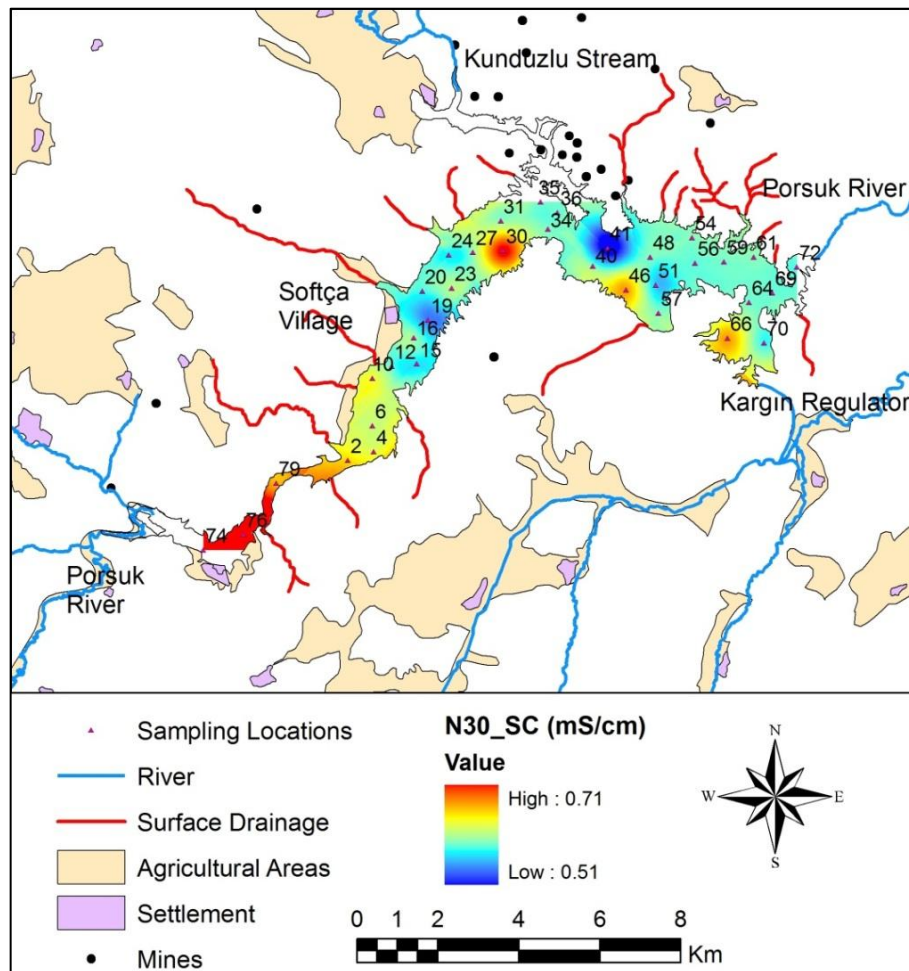 Kunduzlu Stream
35
36
Porsuk River
31
34
54
41
24
27
30
48
56
59
61
72
40
20
23
46
51
69
64
Softça
Village
19
57
16
66
70
12
15
10
Kargın Regulator
6
2
4
79
76
74
Porsuk
River
Sampling Locations
River
Surface Drainage
Agricultural Areas
Settlement
Mines
N30_SC (mS/cm)
Value
High : 0.71
Low : 0.51
N
W
E
S
0 1 2 4 6 8
Km